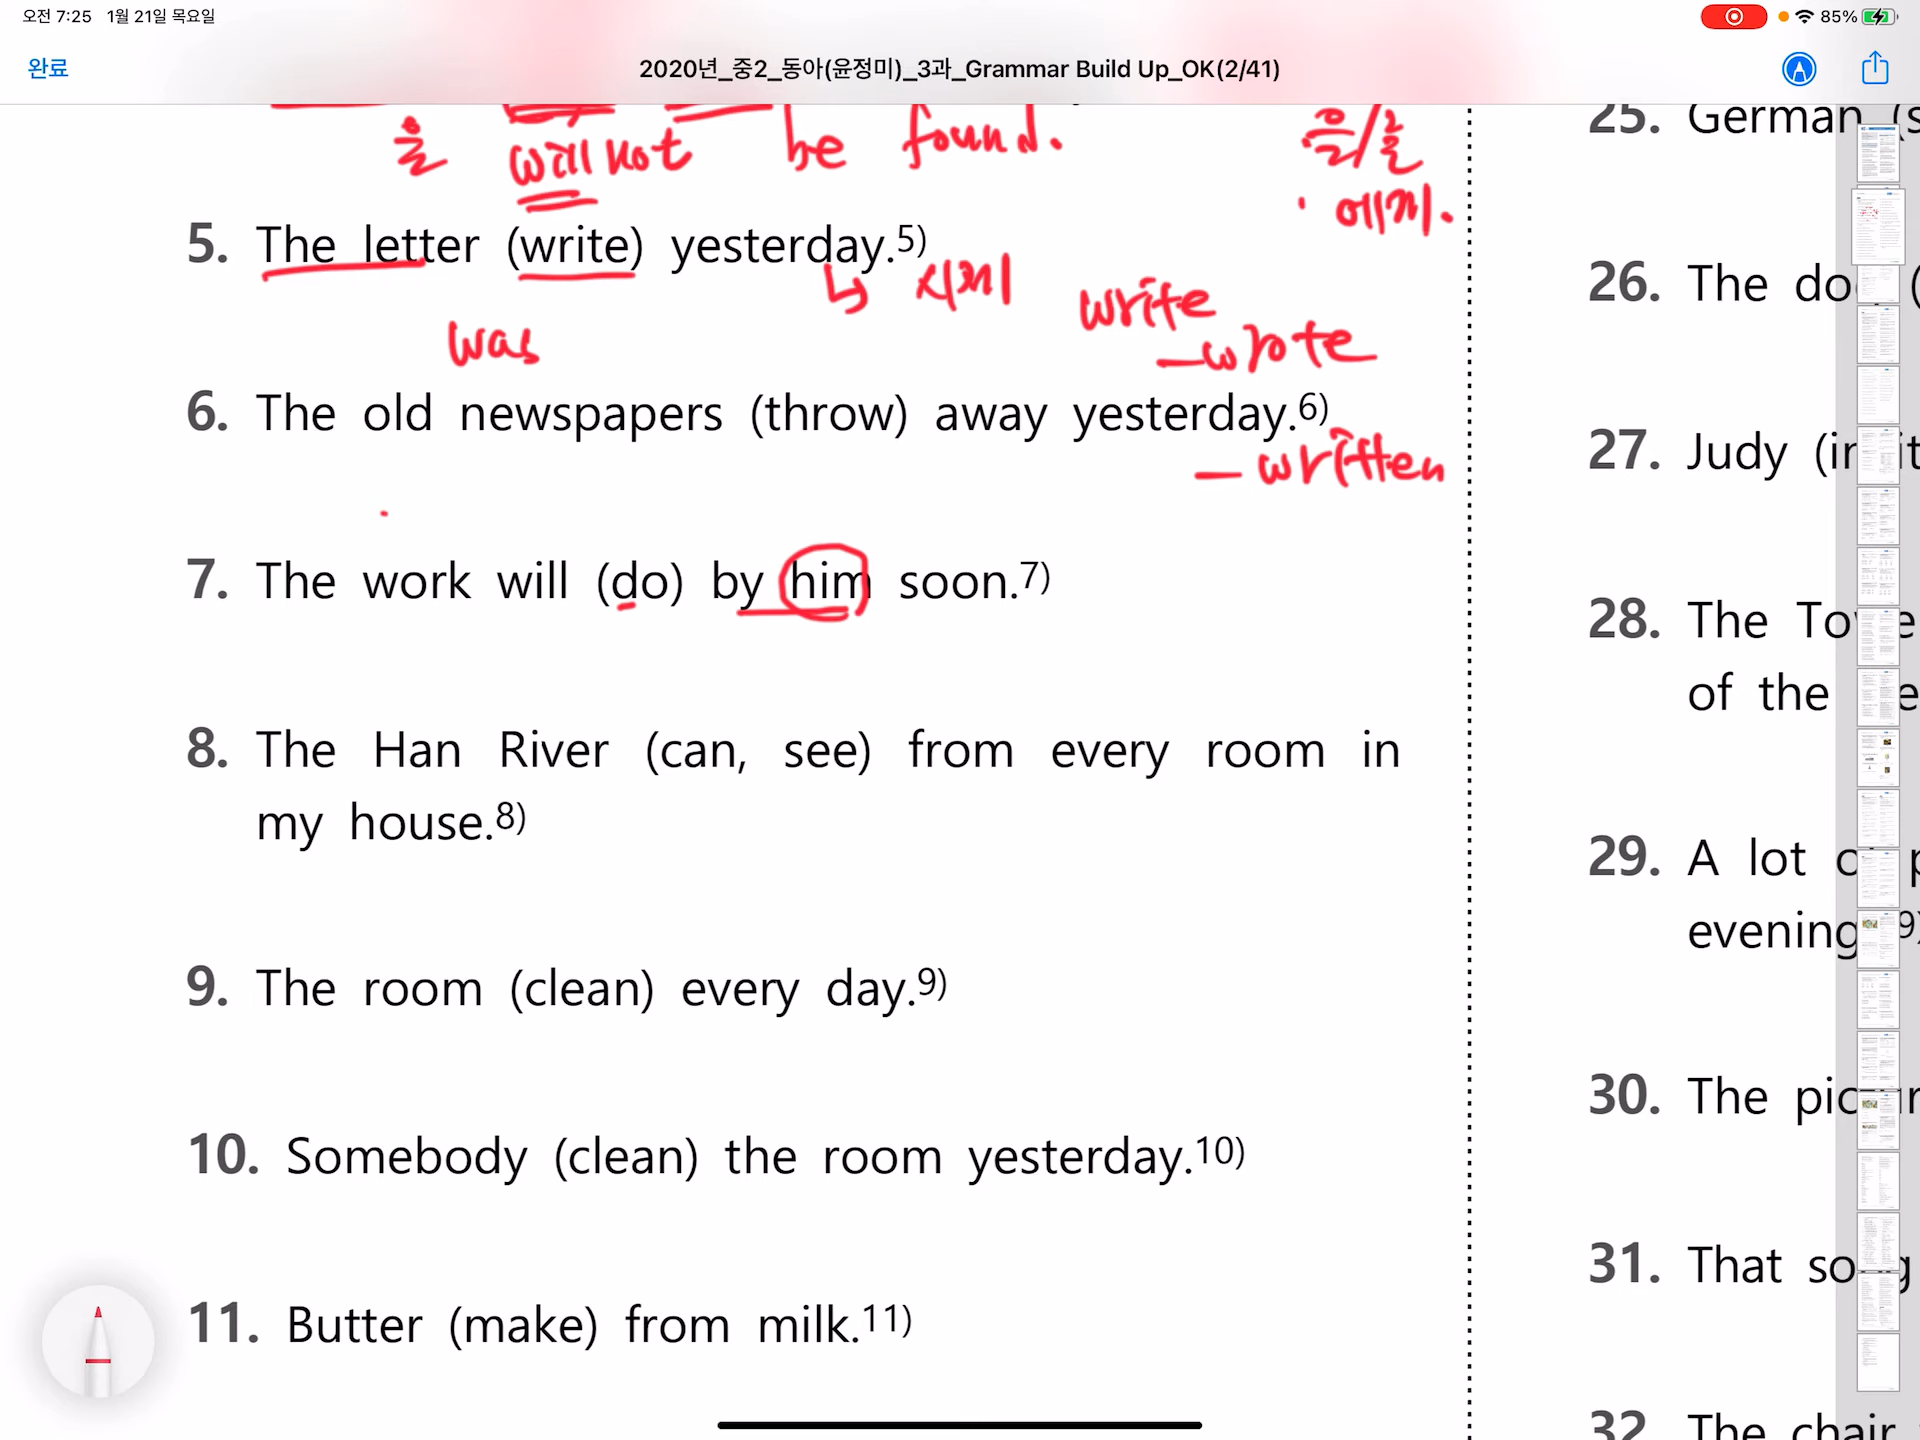 오전 7:25 1월 21일 목요일
85%
완료
2020년_중2_동아(윤정미)_3과_Grammar Build Up_OK(2/41)
을 will not be found.
을/를
에게.
5. The letter (write) yesterday.5)
시제
was
write
-wrote
-written
6. The old newspapers (throw) away yesterday.6)
7. The work will (do) by him soon.7)
8. The Han River (can, see) from every room in
my house.8)
9. The room (clean) every day.9)
10. Somebody (clean) the room yesterday.10)
11. Butter (make) from milk.11)
25. German (s
26. The do
27. Judy (in
28. The To
of the
29. A lot o
evening
30. The pic
31. That so
32. The chair